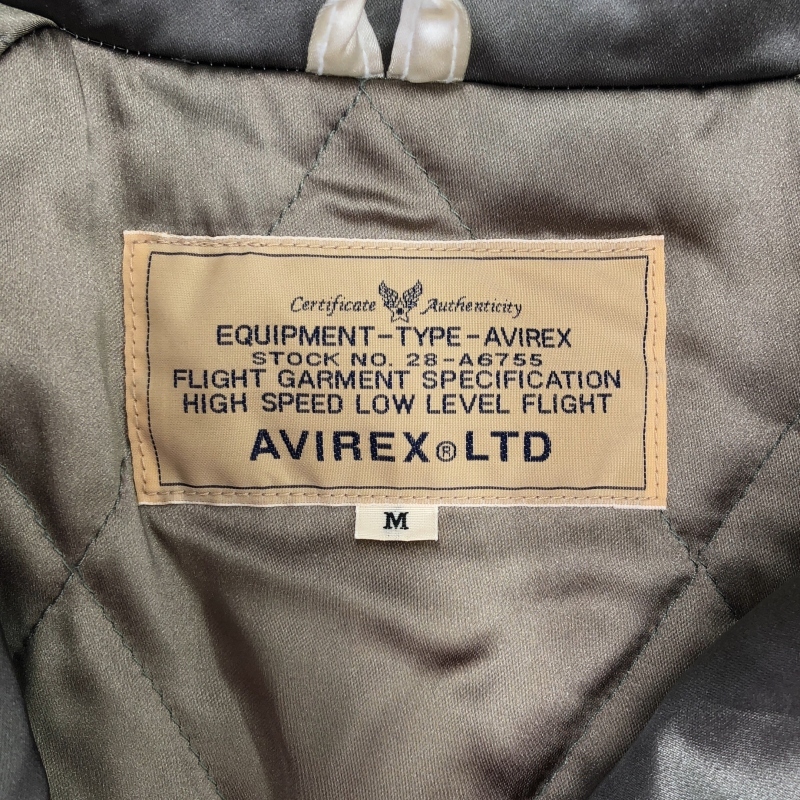 Certificate Authenticity
EQUIPMENT-TYPE-AVIREX
STOCK NO. 28-A6755
FLIGHT GARMENT SPECIFICATION
HIGH SPEED LOW LEVEL FLIGHT
AVIREX® LTD
M